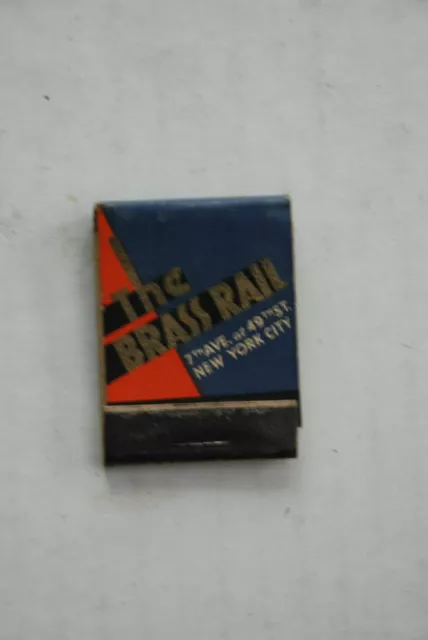 The
BRASS RAIL
7TH AVE. at 49TH ST.
NEW YORK CITY